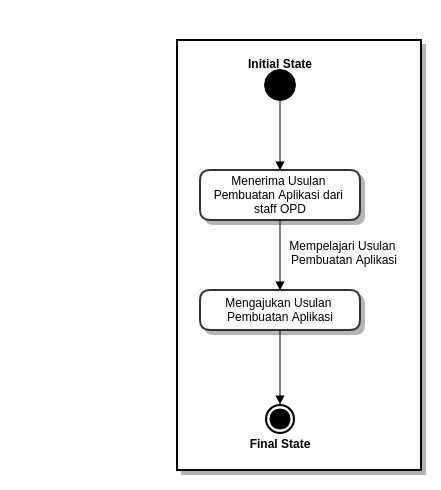 Initial State
Menerima Usulan
Pembuatan Aplikasi dari
staff OPD
Mempelajari Usulan
Pembuatan Aplikasi
Mengajukan Usulan
Pembuatan Aplikasi
Final State